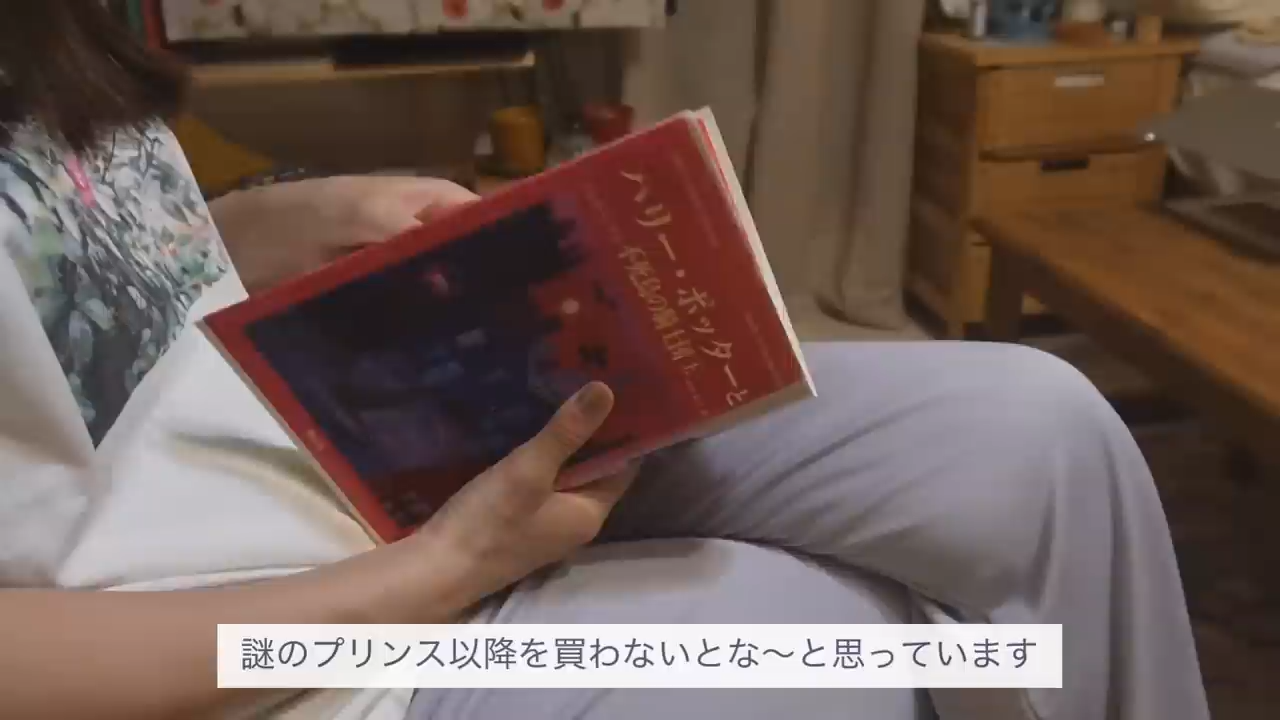 ハリー・ポッターと
不死鳥の騎士団 上
謎のプリンス以降を買わないとな〜と思っています